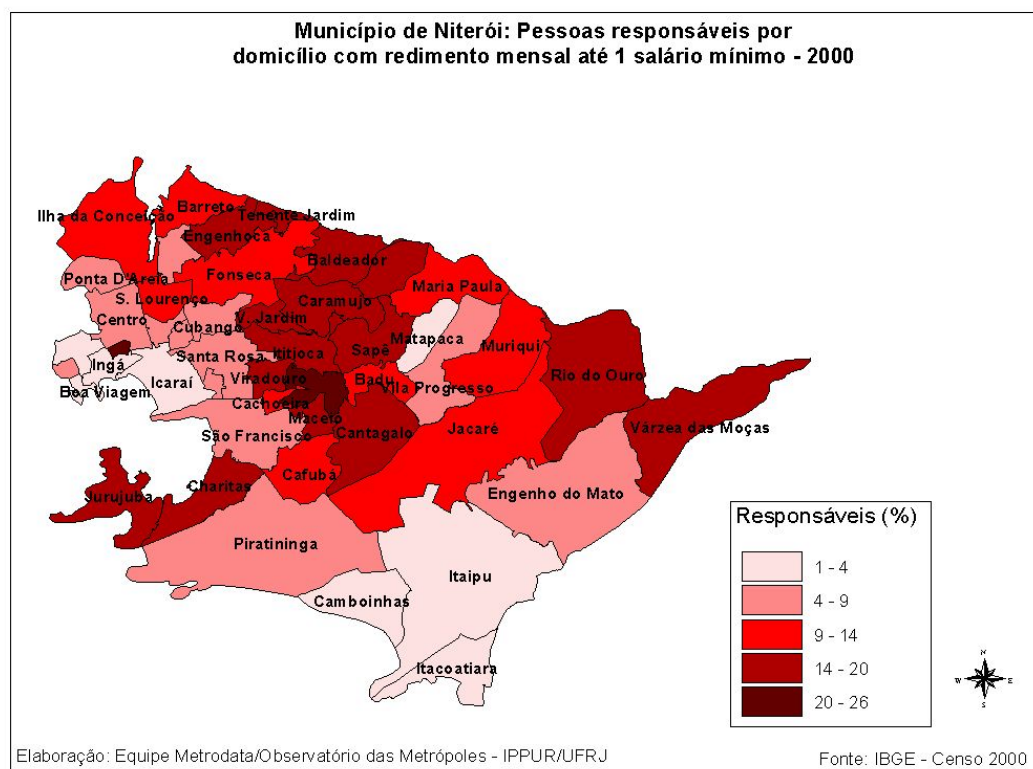 Município de Niterói: Pessoas responsáveis por
domicílio com redimento mensal até 1 salário mínimo - 2000
Barreto
Ilha da Conceição
Tenente Jardim
Engenhoca
Baldeador
Ponta D'Areia
Fonseca
Maria Paula
S. Lourenço
Caramujo
Centro
V. Jardim
Cubango
Matapaca
Santa Rosa
Ititioca
Sapê
Muriqui
Ingá
Viradouro
Badu
Rio do Ouro
Icaraí
Boa Viagem
Vila Progresso
Cachoeira
Maceió
São Francisco
Cantagalo
Jacaré
Várzea das Moças
Cafubá
Charitas
Jurujuba
Engenho do Mato
Piratininga
Itaipu
Camboinhas
Itacoatiara
Responsáveis (%)
1 - 4
4 - 9
9 - 14
14 - 20
20 - 26
N
W
E
S
Elaboração: Equipe Metrodata/Observatório das Metrópoles - IPPUR/UFRJ
Fonte: IBGE - Censo 2000